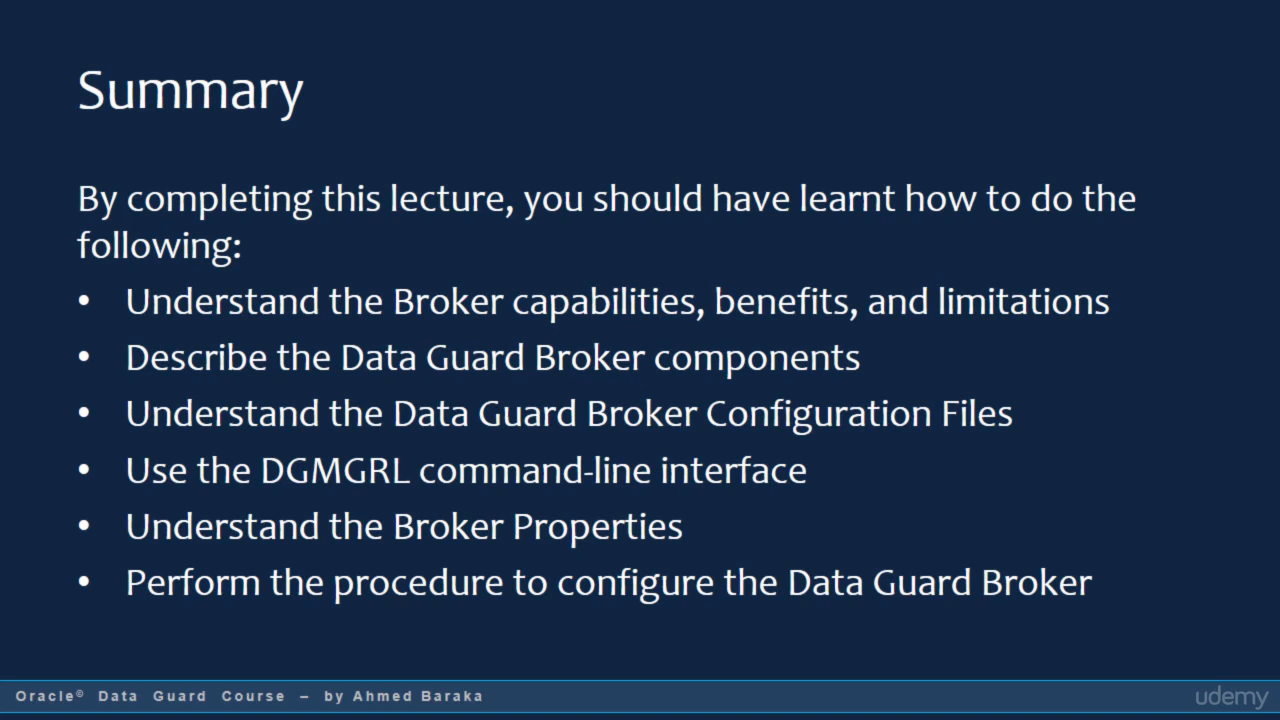 Summary
By completing this lecture, you should have learnt how to do the
following:
• Understand the Broker capabilities, benefits, and limitations
• Describe the Data Guard Broker components
• Understand the Data Guard Broker Configuration Files
• Use the DGMGRL command-line interface
• Understand the Broker Properties
• Perform the procedure to configure the Data Guard Broker
Oracle© Data Guard Course – by Ahmed Baraka
udemy